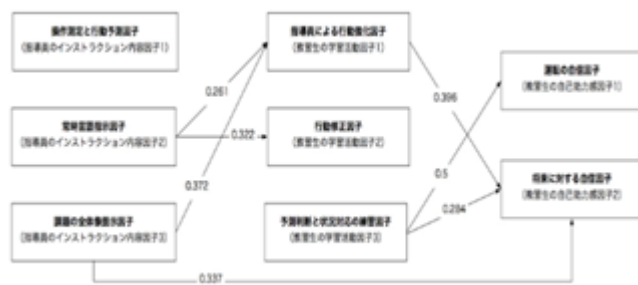 操作測定と行動予測因子
(指導員のインストラクション内容因子1)
常時言語指示因子
(指導員のインストラクション内容因子2)
課題の全体像提示因子
(指導員のインストラクション内容因子3)
指導員による行動強化因子
(教習生の学習活動因子1)
行動修正因子
(教習生の学習活動因子2)
予測判断と状況対応の練習因子
(教習生の学習活動因子3)
運転の自信因子
(教習生の自己効力感因子1)
将来に対する自信因子
(教習生の自己効力感因子2)
0.261
0.322
0.372
0.396
0.5
0.284
0.337